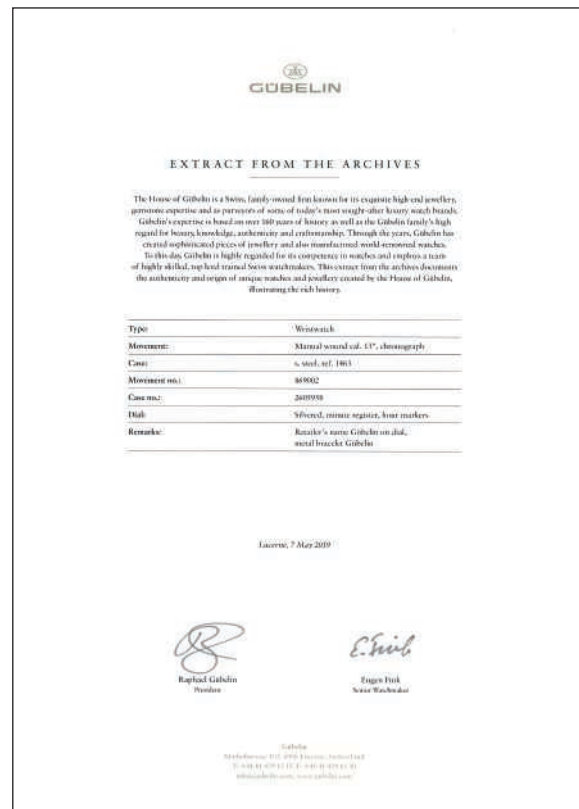 GÜBELIN
EXTRACT FROM THE ARCHIVES
The House of Gübelin is a Swiss, family-owned firm known for its exquisite high-end jewellery,
gemstone expertise and as purveyors of some of today's most sought-after luxury watch brands.
Gübelin's expertise is based on over 160 years of history as well as the Gübelin family's high
regard for beauty, knowledge, authenticity and craftsmanship. Through the years, Gübelin has
created sophisticated pieces of jewellery and also manufactured world-renowned watches.
To this day, Gübelin is highly regarded for its competence in watches and employs a team
of highly skilled, top level trained Swiss watchmakers. This extract from the archives documents
the authenticity and origin of unique watches and jewellery created by the House of Gübelin,
illustrating the rich history.
Type: Wristwatch
Movement: Manual wound cal. 13", chronograph
Case: s. steel, ref. 1463
Movement no.: 869002
Case no.:
Dial: Silvered, minute register, hour markers
Remarks: Retailer's name Gübelin on dial,
metal bracelet Gübelin
Lucerne, 7 May 2019
Raphael Gübelin
President
E. Fink
Eugen Fink
Senior Watchmaker
Gübelin